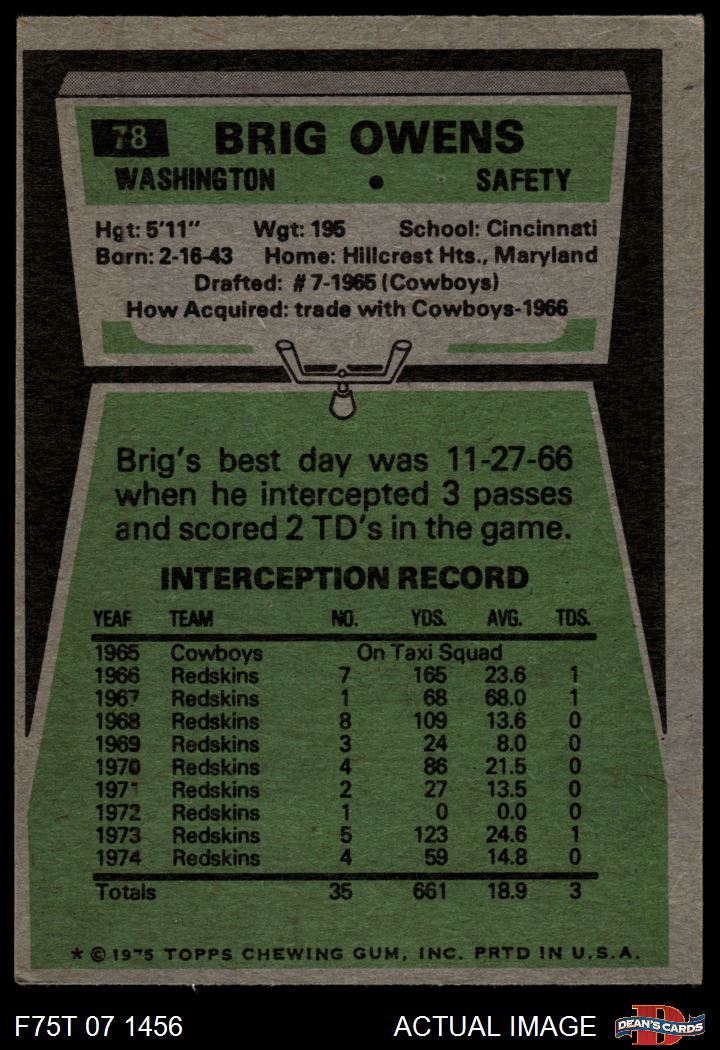 78 BRIG OWENS
WASHINGTON • SAFETY
Hgt: 5'11" Wgt: 195 School: Cincinnati
Born: 2-16-43 Home: Hillcrest Hts., Maryland
Drafted: #7-1965 (Cowboys)
How Acquired: trade with Cowboys-1966
Brig's best day was 11-27-66
when he intercepted 3 passes
and scored 2 TD's in the game.
INTERCEPTION RECORD
YEAR TEAM NO. YDS. AVG. TDS.
1965 Cowboys On Taxi Squad
1966 Redskins 7 165 23.6 1
1967 Redskins 1 68 68.0 1
1968 Redskins 8 109 13.6 0
1969 Redskins 3 24 8.0 0
1970 Redskins 4 86 21.5 0
1971 Redskins 2 27 13.5 0
1972 Redskins 1 0 0.0 0
1973 Redskins 5 123 24.6 1
1974 Redskins 4 59 14.8 0
Totals 35 661 18.9 3
* © 1975 TOPPS CHEWING GUM, INC. PRTD IN U.S.A.
F75T 07 1456 ACTUAL IMAGE DEAN'S CARDS